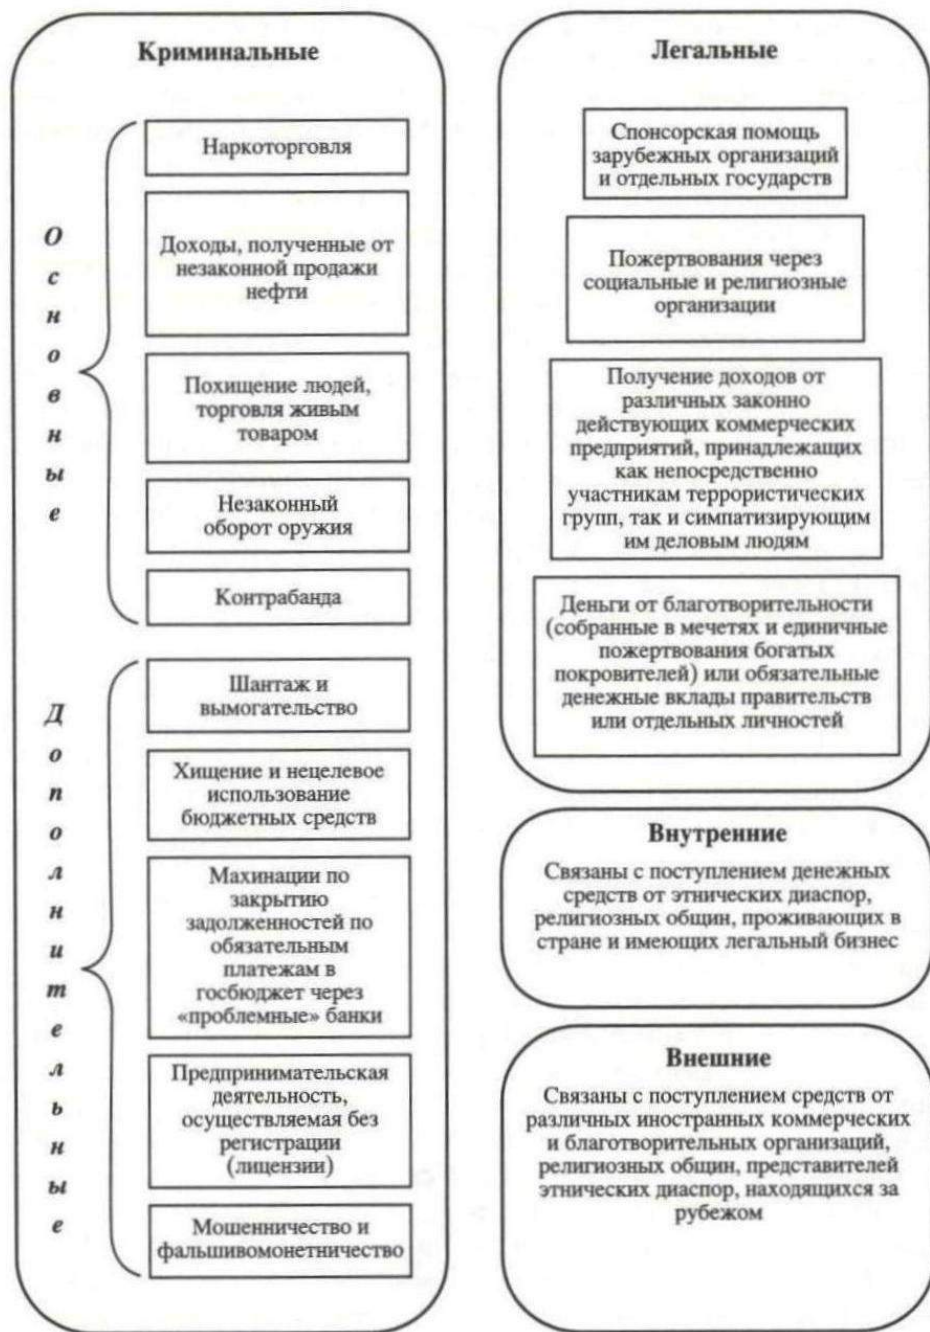 Криминальные
Основные
Наркоторговля
Доходы, полученные от
незаконной продажи
нефти
Похищение людей,
торговля живым
товаром
Незаконный
оборот оружия
Контрабанда
Дополнительные
Шантаж и
вымогательство
Хищение и нецелевое
использование
бюджетных средств
Махинации по
закрытию
задолженностей по
обязательным
платежам в
госбюджет через
«проблемные» банки
Предпринимательская
деятельность,
осуществляемая без
регистрации
(лицензии)
Мошенничество и
фальшивомонетничество
Легальные
Спонсорская помощь
зарубежных организаций
и отдельных государств
Пожертвования через
социальные и религиозные
организации
Получение доходов от
различных законно
действующих коммерческих
предприятий, принадлежащих
как непосредственно
участникам террористических
групп, так и симпатизирующим
им деловым людям
Деньги от благотворительности
(собранные в мечетях и единичные
пожертвования богатых
покровителей) или обязательные
денежные вклады правительств
или отдельных личностей
Внутренние
Связаны с поступлением денежных
средств от этнических диаспор,
религиозных общин, проживающих в
стране и имеющих легальный бизнес
Внешние
Связаны с поступлением средств от
различных иностранных коммерческих
и благотворительных организаций,
религиозных общин, представителей
этнических диаспор, находящихся за
рубежом